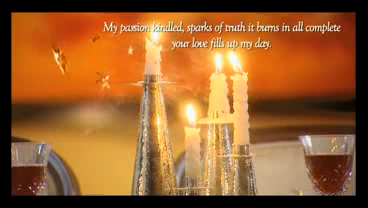 My passion kindled, sparks of truth it burns in all complete
your love fills up my day.